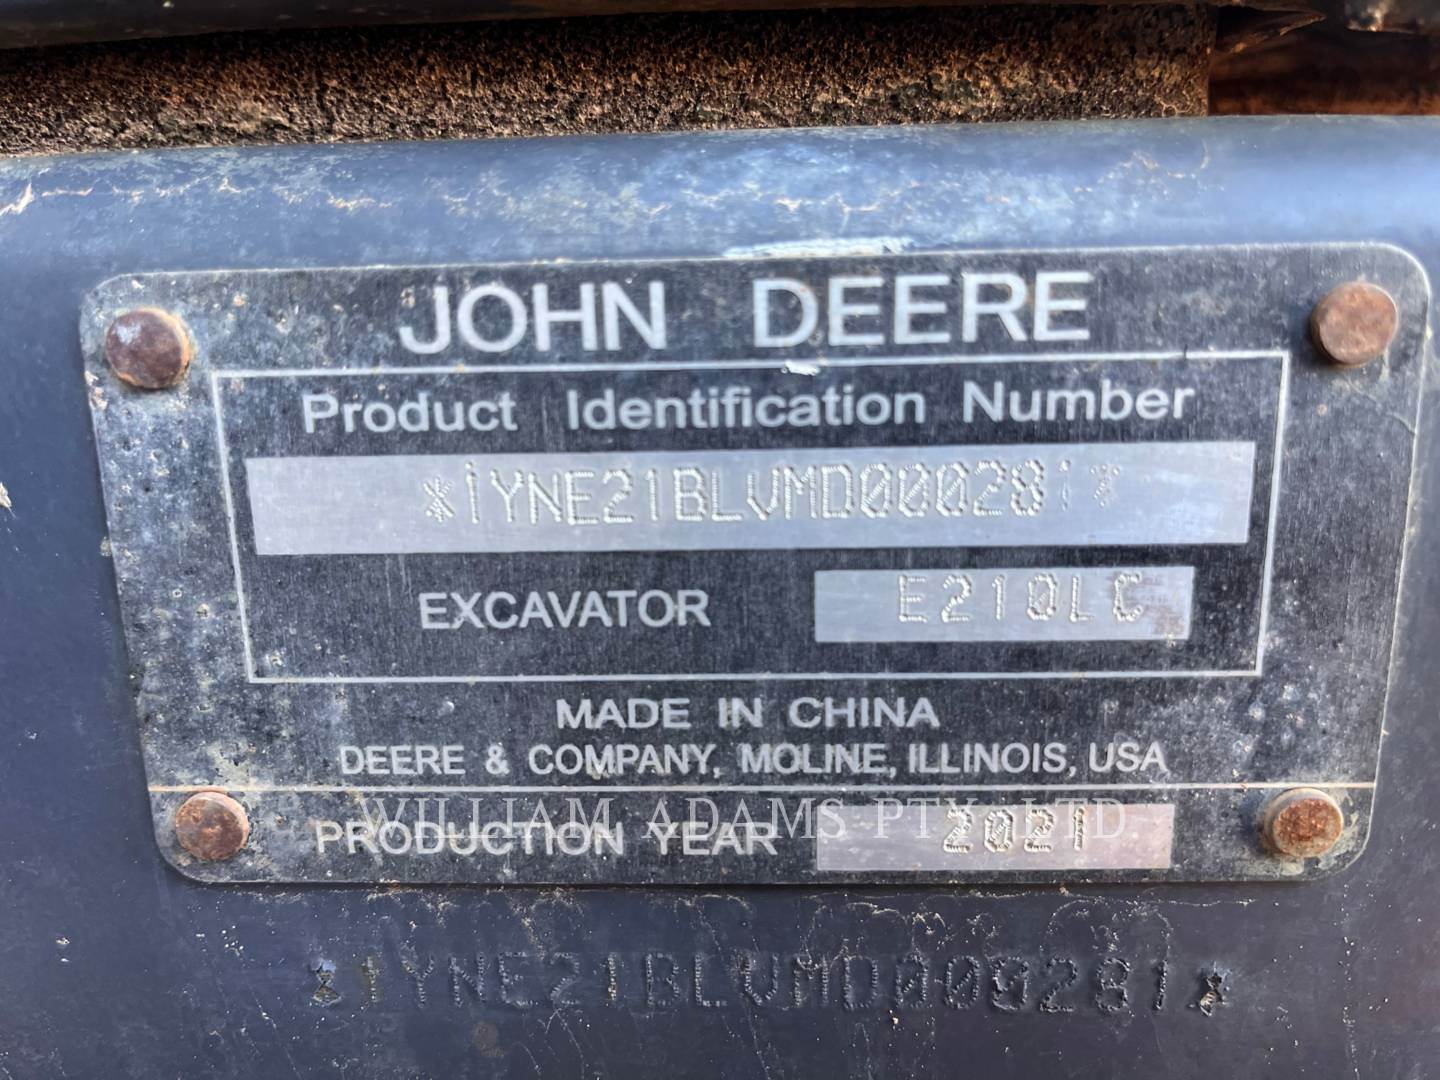 JOHN DEERE
Product Identification Number
*1YNE21BLVMD000281*
EXCAVATOR E210LC
MADE IN CHINA
DEERE & COMPANY, MOLINE, ILLINOIS, USA
WILLIAM ADAMS PTY. LTD.
PRODUCTION YEAR 2021
*1YNE21BLVMD000281*